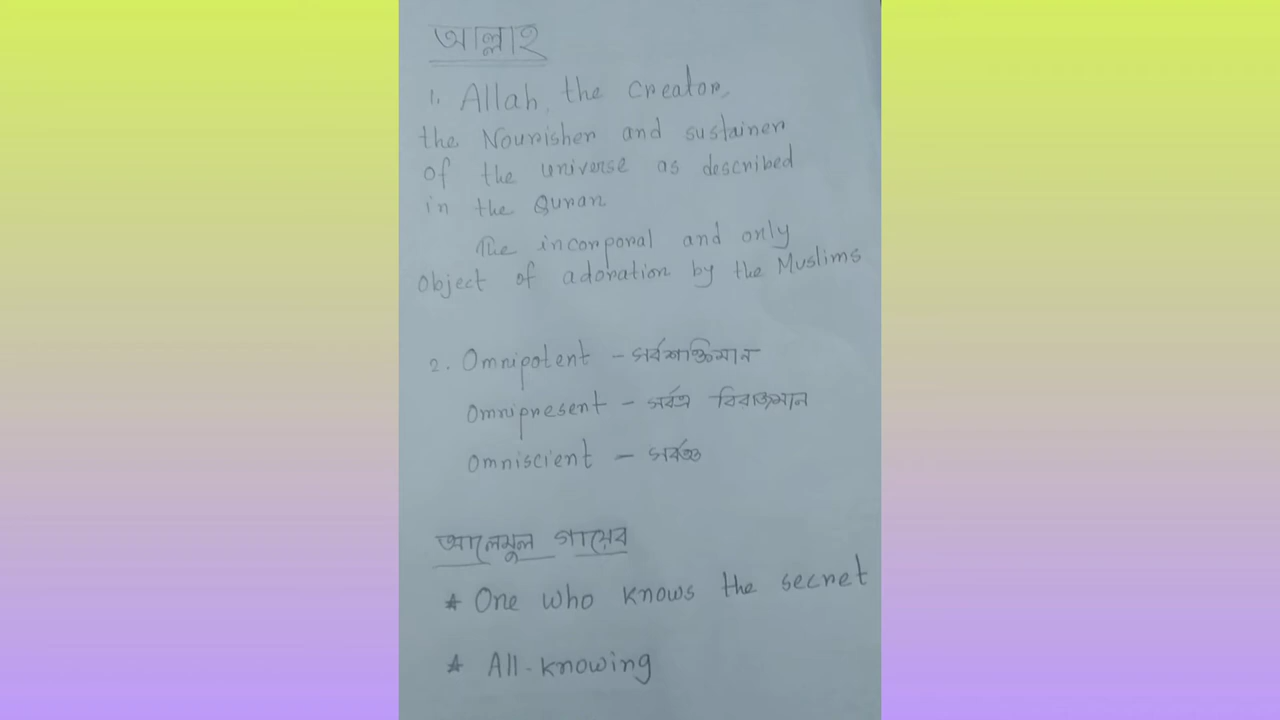 আল্লাহ
1. Allah, the creator,
the Nourisher and sustainer
of the universe as described
in the Quran
The incorporal and only
object of adoration by the Muslims
2. Omnipotent - সর্বশক্তিমান
Omnipresent - সর্বত্র বিরাজমান
Omniscient - সর্বজ্ঞ
আলেমুল গায়েব
* One who knows the secret
* All-knowing